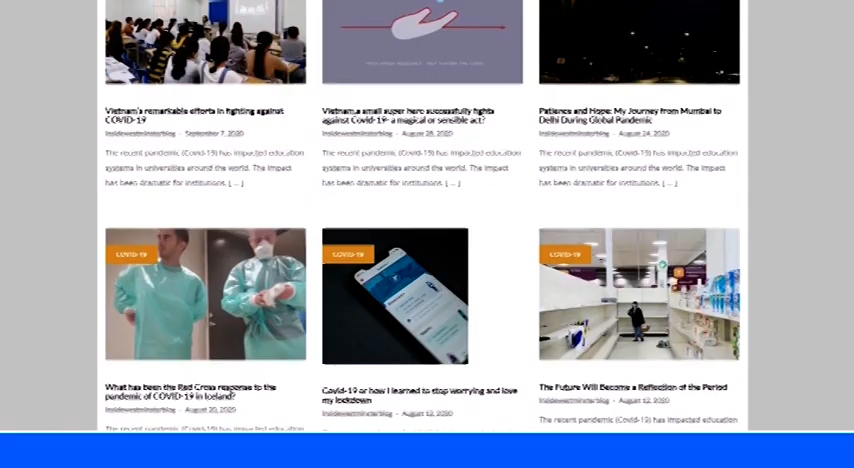 Vietnam's remarkable efforts in fighting against
COVID-19
Insidewestminsterblog - September 7, 2020
The recent pandemic (Covid-19) has impacted education
systems in universities around the world. The impact
has been dramatic for institutions. [ ... ]
Vietnam,a small super hero successfully fights
against Covid-19- a magical or sensible act?
Insidewestminsterblog - August 28, 2020
The recent pandemic (Covid-19) has impacted education
systems in universities around the world. The impact
has been dramatic for institutions. [ ... ]
Patience and Hope: My Journey from Mumbai to
Delhi During Global Pandemic
Insidewestminsterblog - August 24, 2020
The recent pandemic (Covid-19) has impacted education
systems in universities around the world. The impact
has been dramatic for institutions. [ ... ]
COVID-19
What has been the Red Cross response to the
pandemic of COVID-19 in Iceland?
Insidewestminsterblog - August 20, 2020
The recent pandemic (Covid-19) has impacted education
COVID-19
Covid-19 or how I learned to stop worrying and love
my lockdown
Insidewestminsterblog - August 12, 2020
COVID-19
The Future Will Become a Reflection of the Period
Insidewestminsterblog - August 12, 2020
The recent pandemic (Covid-19) has impacted education